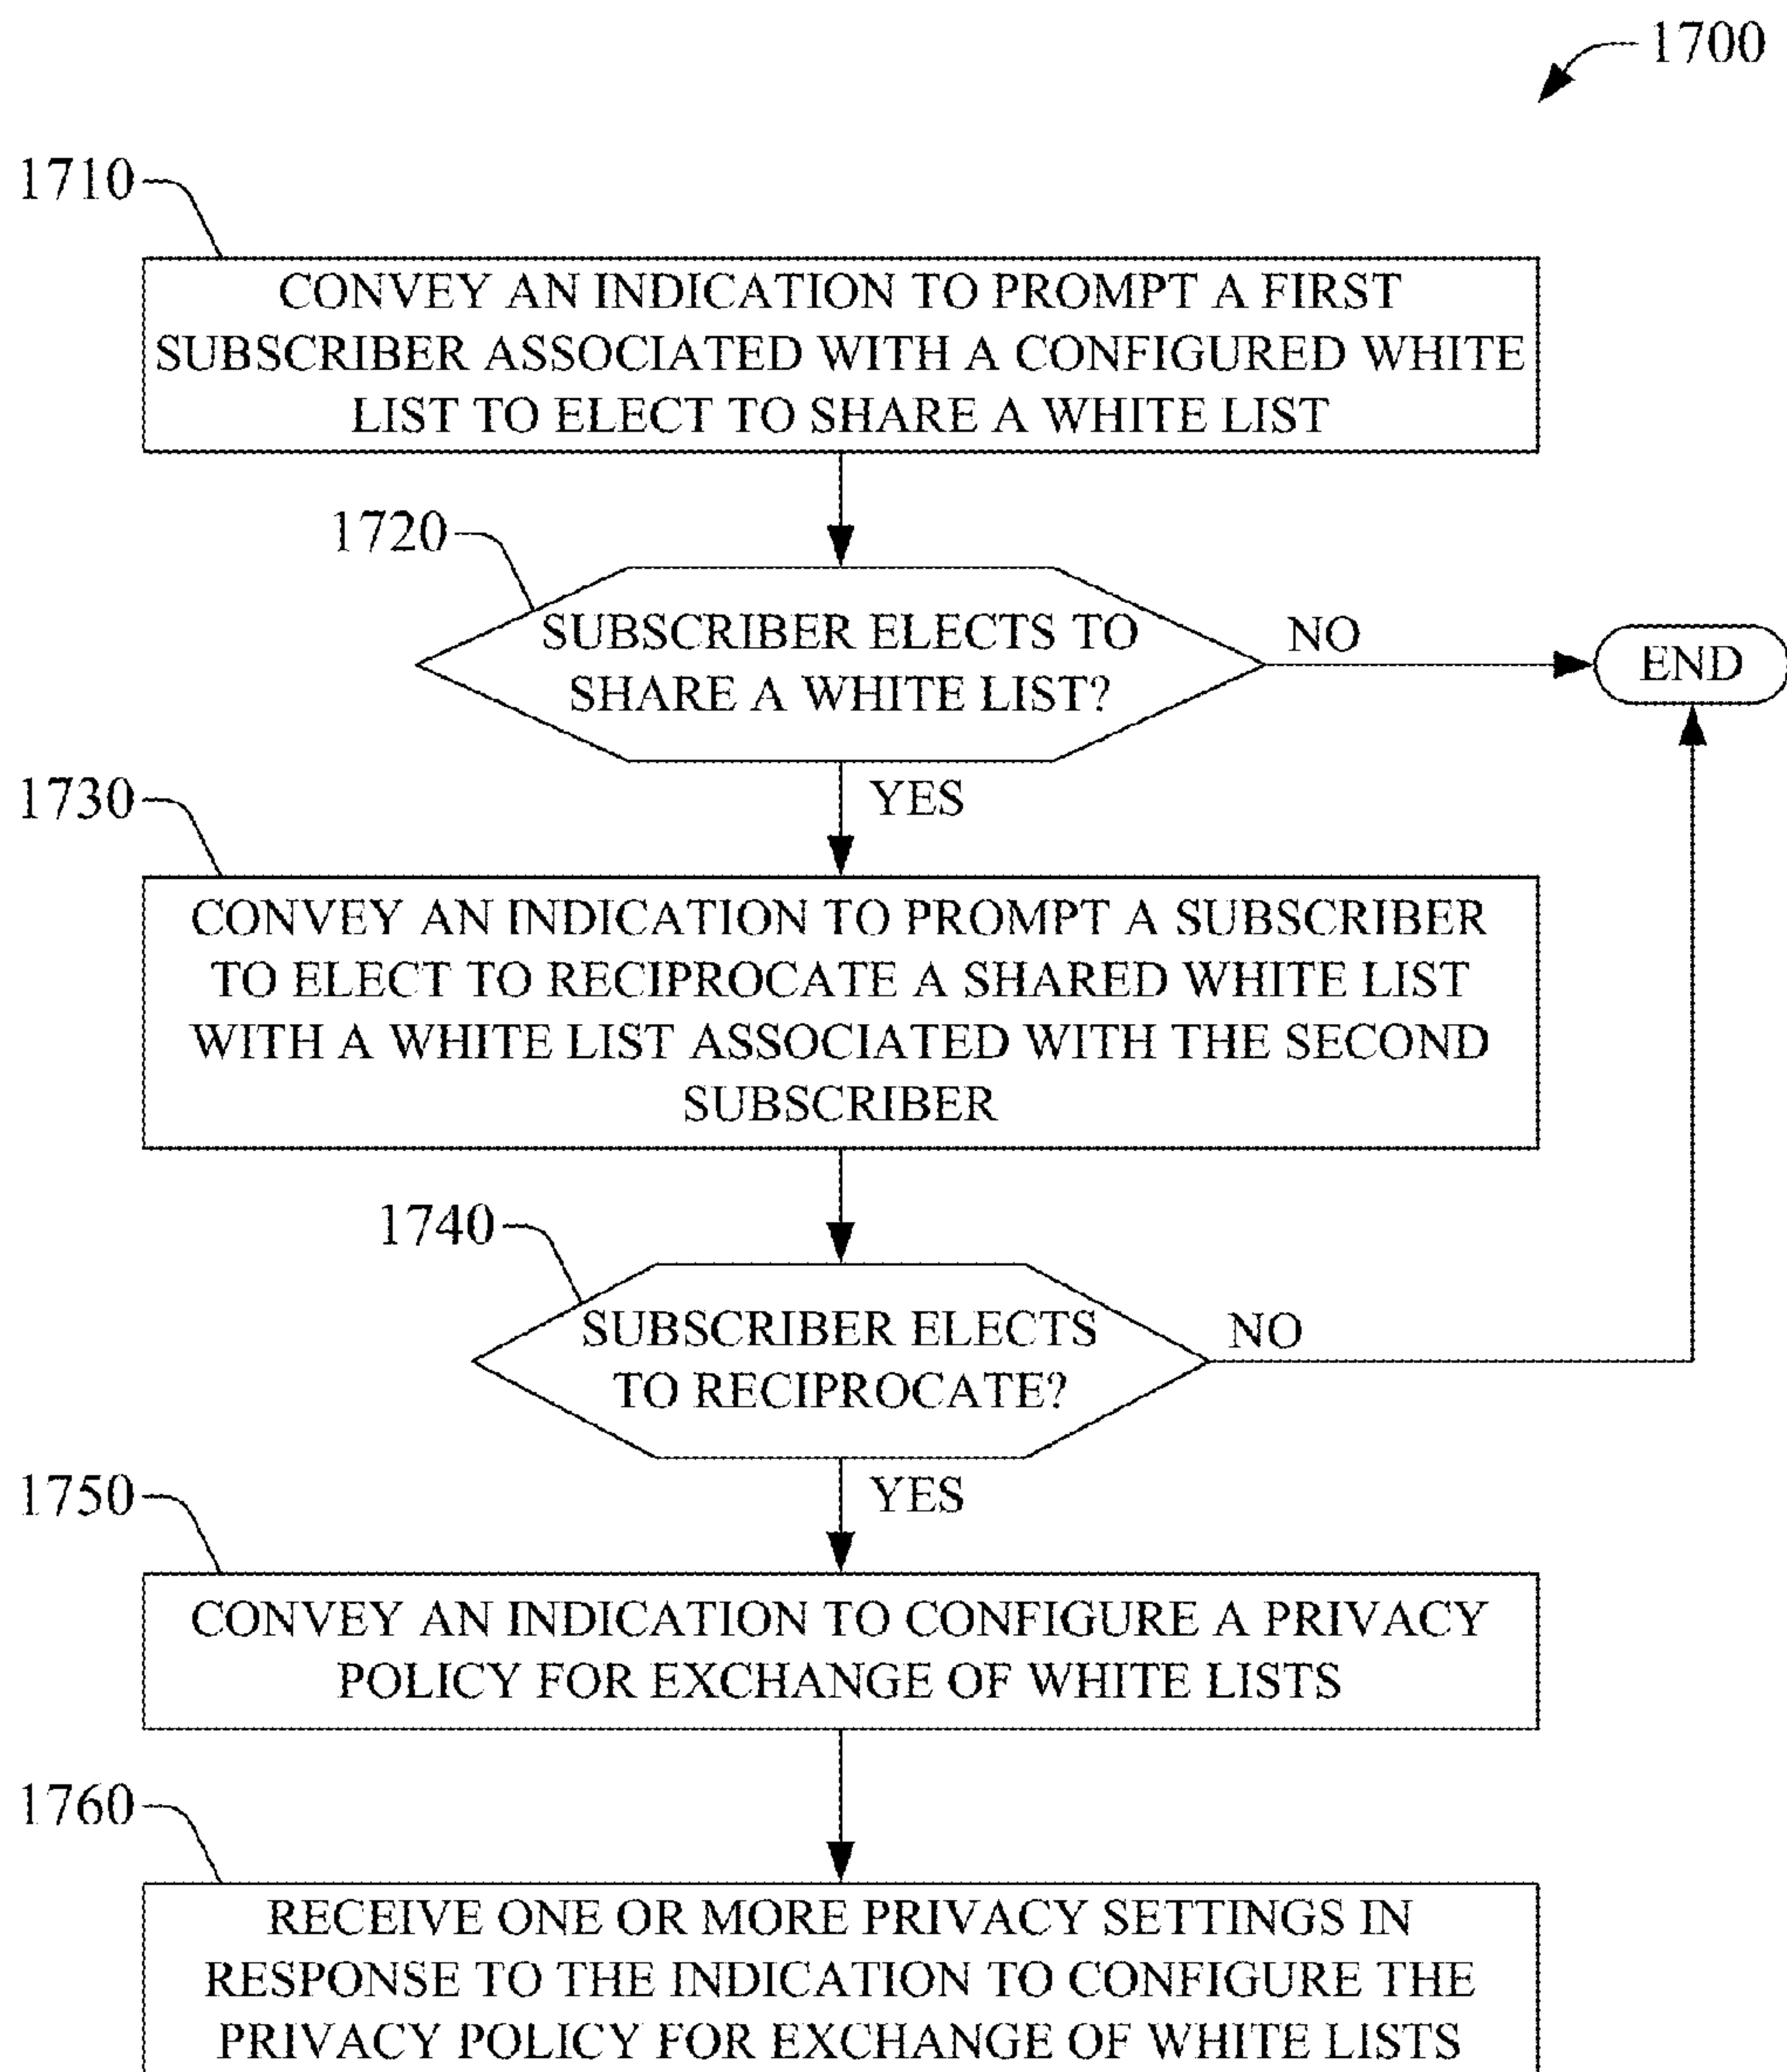 1700
1710
CONVEY AN INDICATION TO PROMPT A FIRST
SUBSCRIBER ASSOCIATED WITH A CONFIGURED WHITE
LIST TO ELECT TO SHARE A WHITE LIST
1720
SUBSCRIBER ELECTS TO
SHARE A WHITE LIST?
NO
END
YES
1730
CONVEY AN INDICATION TO PROMPT A SUBSCRIBER
TO ELECT TO RECIPROCATE A SHARED WHITE LIST
WITH A WHITE LIST ASSOCIATED WITH THE SECOND
SUBSCRIBER
1740
SUBSCRIBER ELECTS
TO RECIPROCATE?
NO
YES
1750
CONVEY AN INDICATION TO CONFIGURE A PRIVACY
POLICY FOR EXCHANGE OF WHITE LISTS
1760
RECEIVE ONE OR MORE PRIVACY SETTINGS IN
RESPONSE TO THE INDICATION TO CONFIGURE THE
PRIVACY POLICY FOR EXCHANGE OF WHITE LISTS